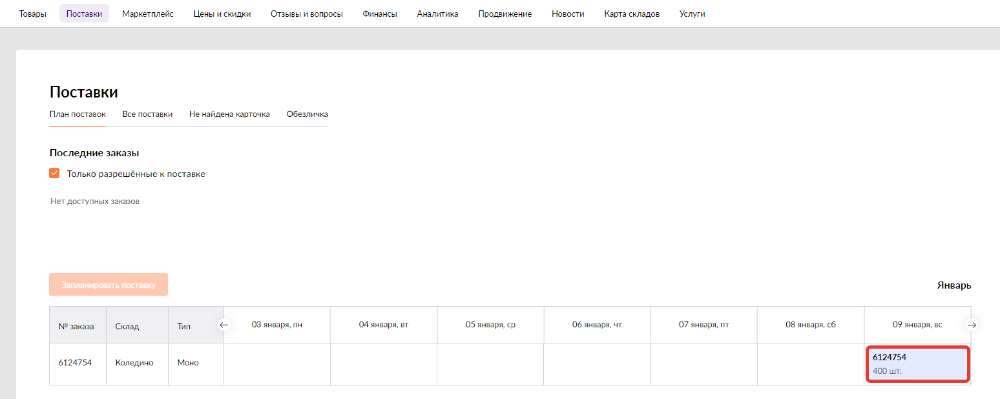 Товары Поставки Маркетплейс Цены и скидки Отзывы и вопросы Финансы Аналитика Продвижение Новости Карта складов Услуги
Поставки
План поставок Все поставки Не найдена карточка Обезличка
Последние заказы
Только разрешённые к поставке
Нет доступных заказов
Запланировать поставку Январь
№ заказа Склад Тип 03 января, пн 04 января, вт 05 января, ср 06 января, чт 07 января, пт 08 января, сб 09 января, вс
6124754 Коледино Моно 6124754
400 шт.